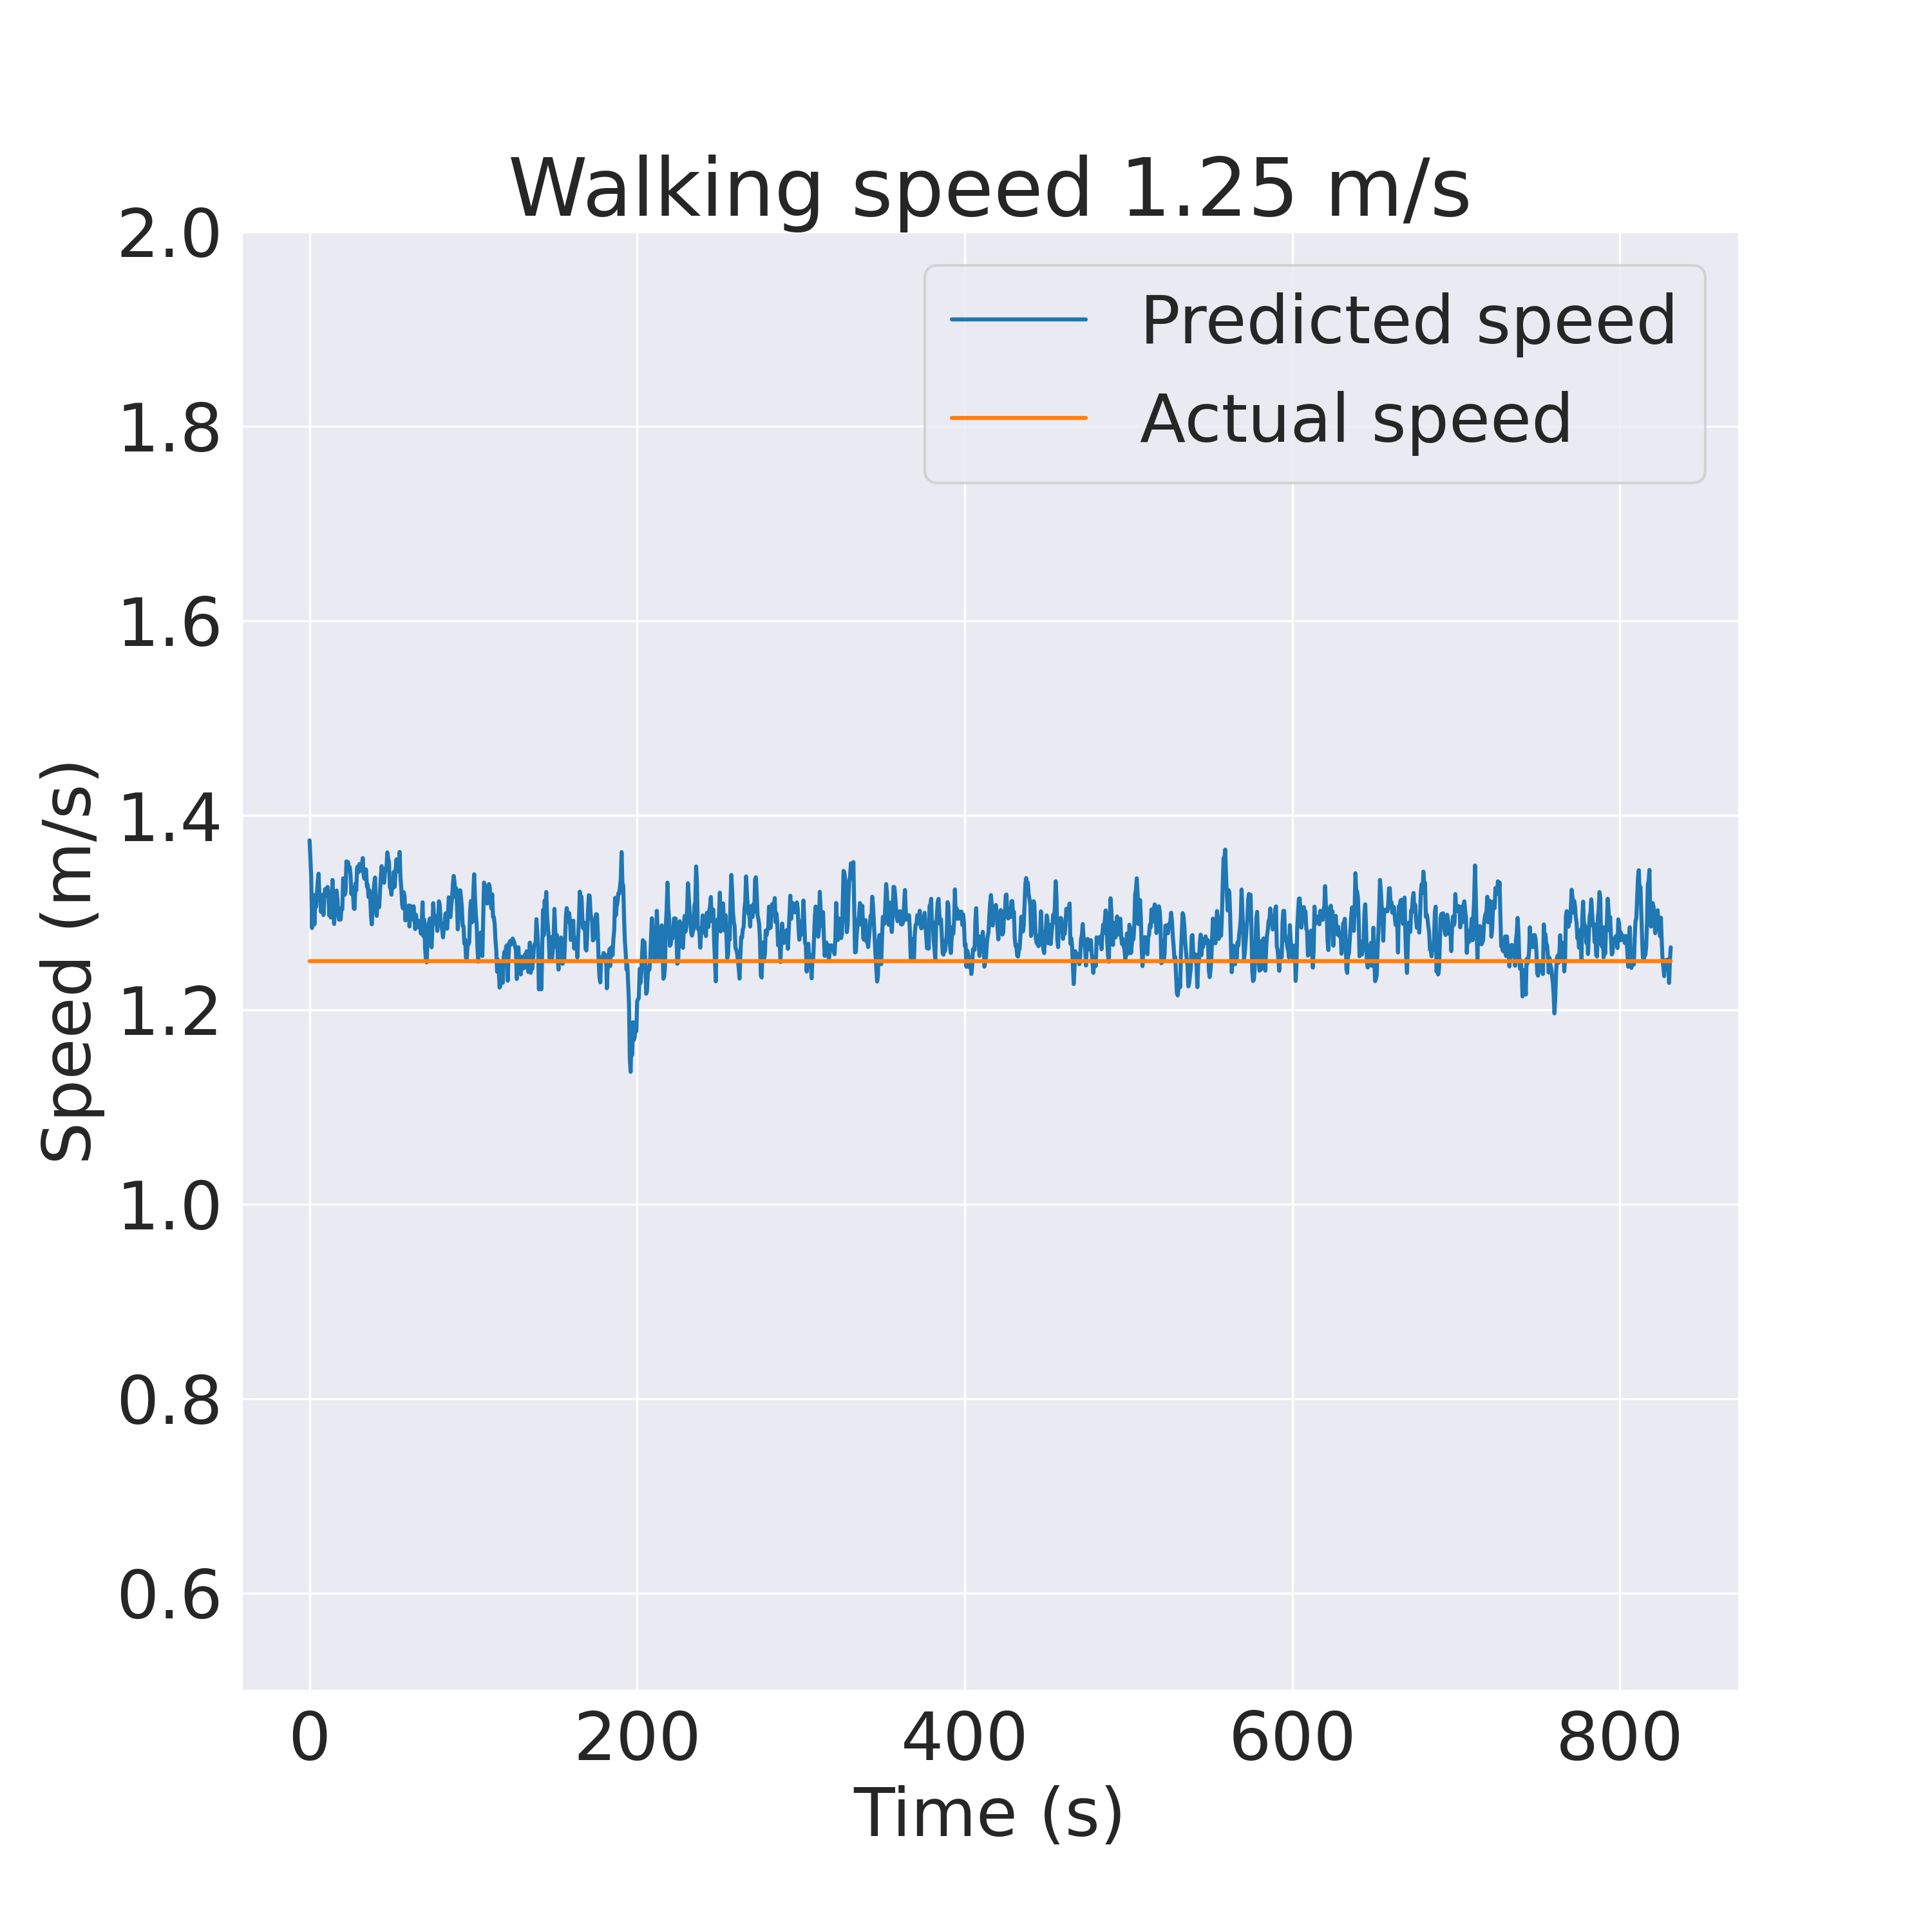 Walking speed 1.25 m/s
Predicted speed
Actual speed
2.0
1.8
1.6
1.4
1.2
1.0
0.8
0.6
Speed (m/s)
0 200 400 600 800
Time (s)